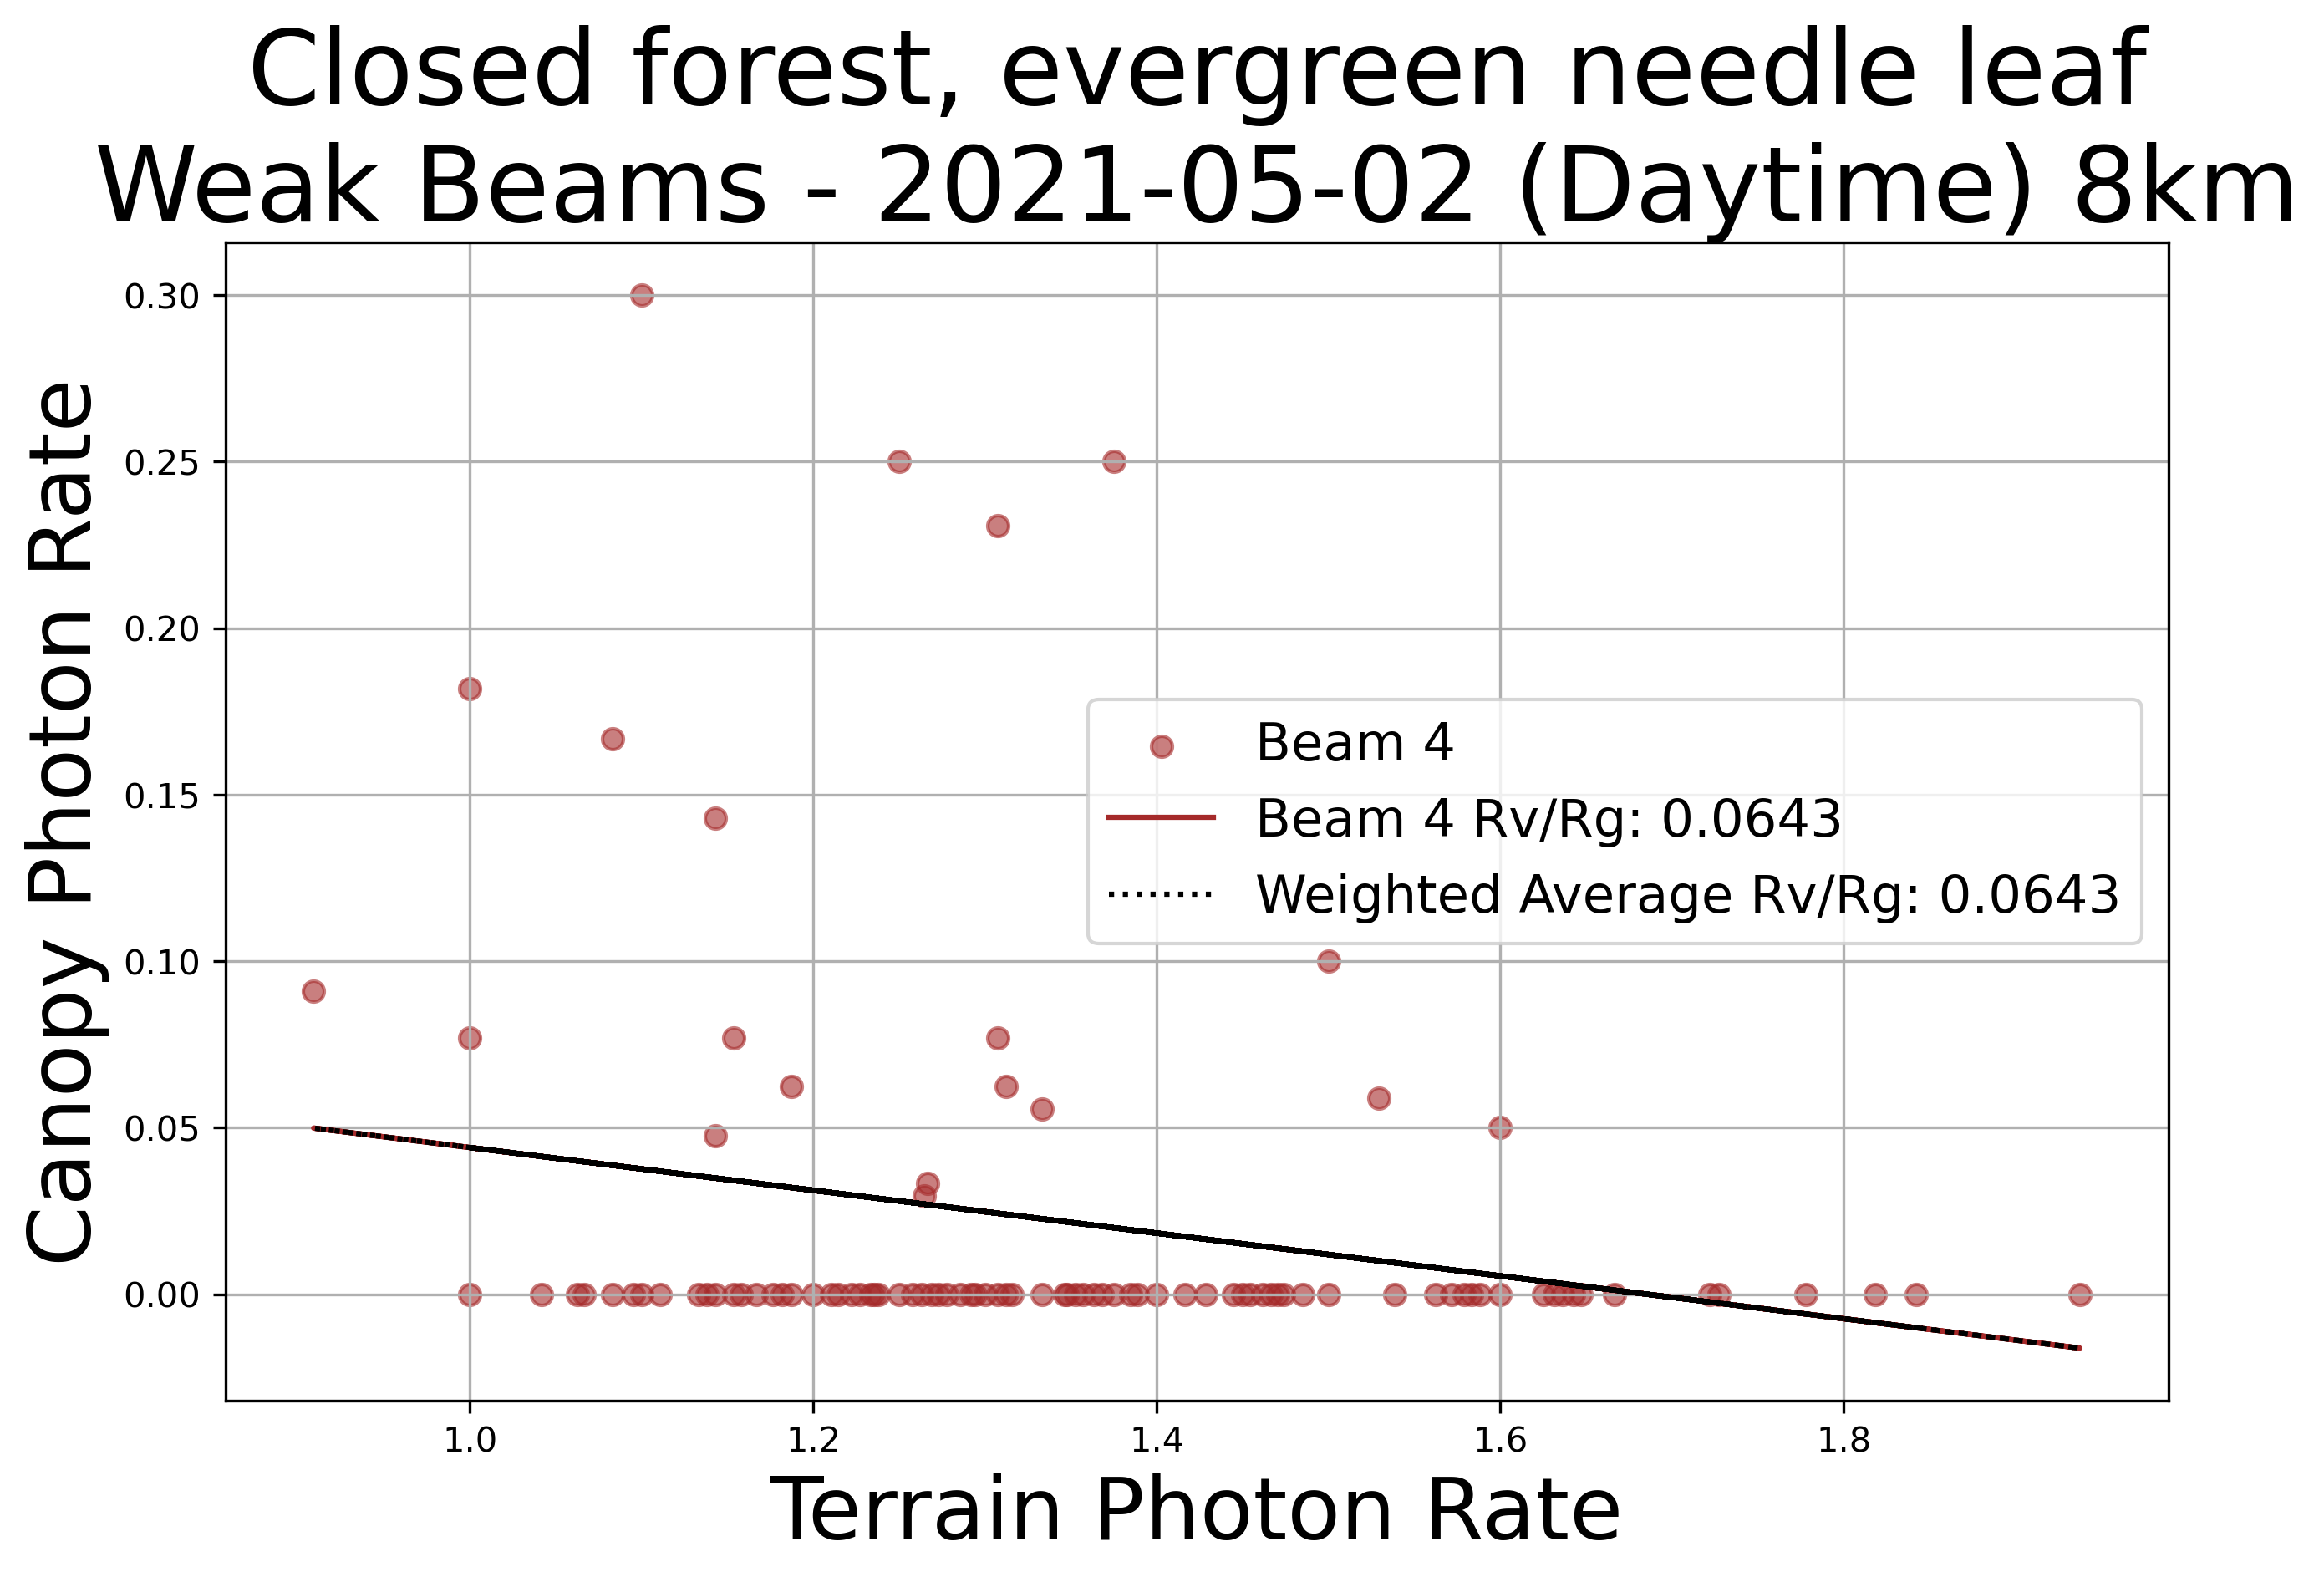 Closed forest, evergreen needle leaf
Weak Beams - 2021-05-02 (Daytime) 8km
Canopy Photon Rate
0.30
0.25
0.20
0.15
0.10
0.05
0.00
Beam 4
Beam 4 Rv/Rg: 0.0643
Weighted Average Rv/Rg: 0.0643
1.0
1.2
1.4
1.6
1.8
Terrain Photon Rate